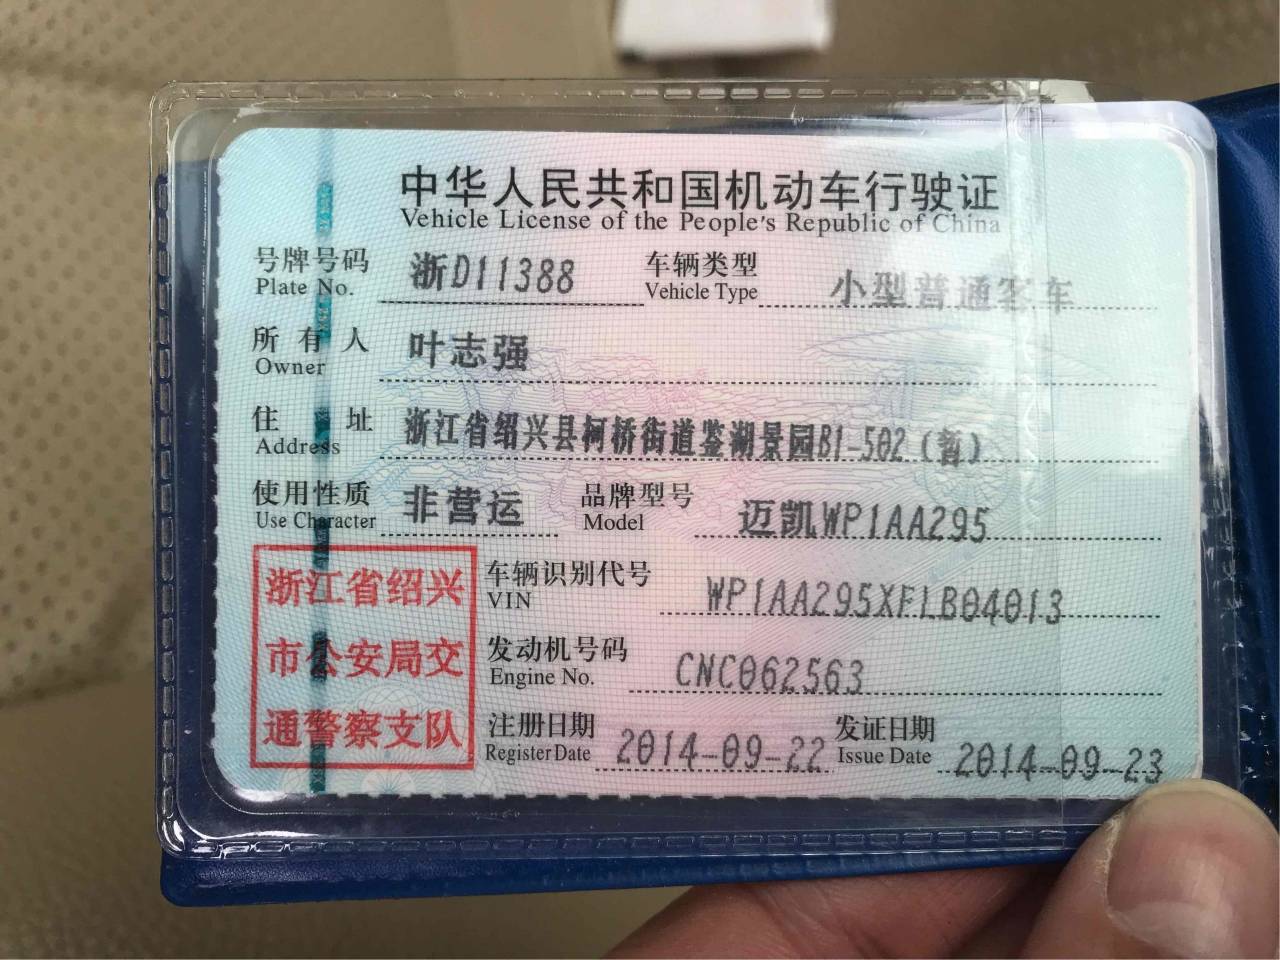 中华人民共和国机动车行驶证
Vehicle License of the People's Republic of China
号牌号码 浙D11388 车辆类型 小型普通客车
Plate No. Vehicle Type
所有人 叶志强
Owner
住址 浙江省绍兴县柯桥街道鉴湖景园B1-502(暂)
Address
使用性质 非营运 品牌型号 迈凯WP1AA295
Use Character Model
浙江省绍兴
市公安局交
通警察支队
车辆识别代号 WP1AA295XFLB04013
VIN
发动机号码 CNC062563
Engine No.
注册日期 2014-09-22 发证日期 2014-09-23
Register Date Issue Date